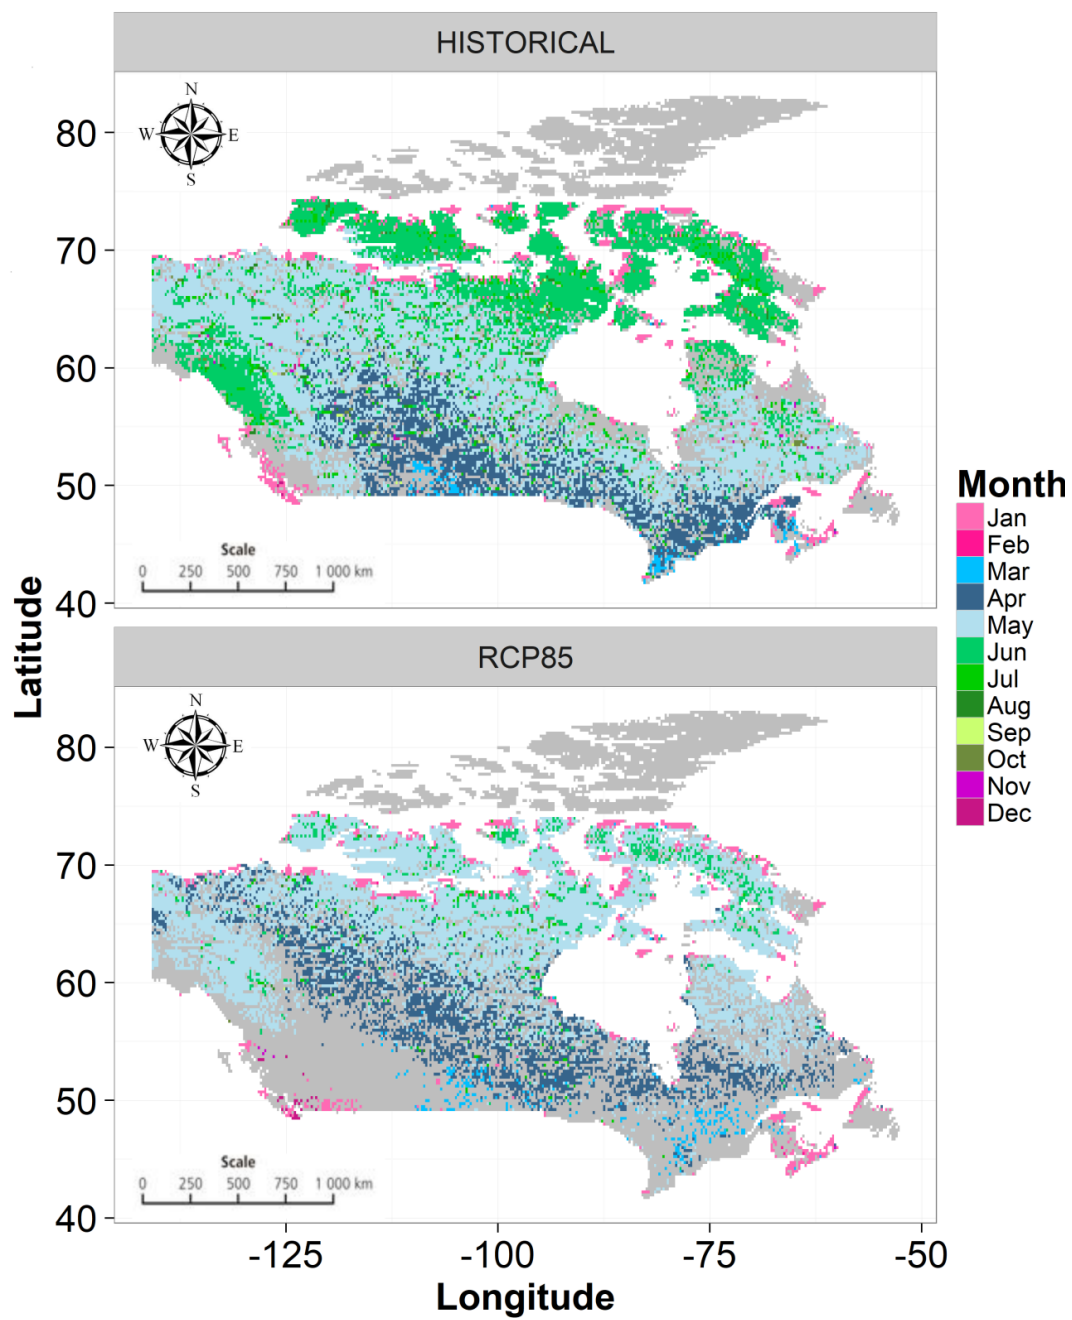 HISTORICAL
N
W E
S
80
70
60
50
40
Scale
0 250 500 750 1 000 km
RCP85
N
W E
S
80
70
60
50
40
Scale
0 250 500 750 1 000 km
-125 -100 -75 -50
Longitude
Latitude
Month
Jan
Feb
Mar
Apr
May
Jun
Jul
Aug
Sep
Oct
Nov
Dec